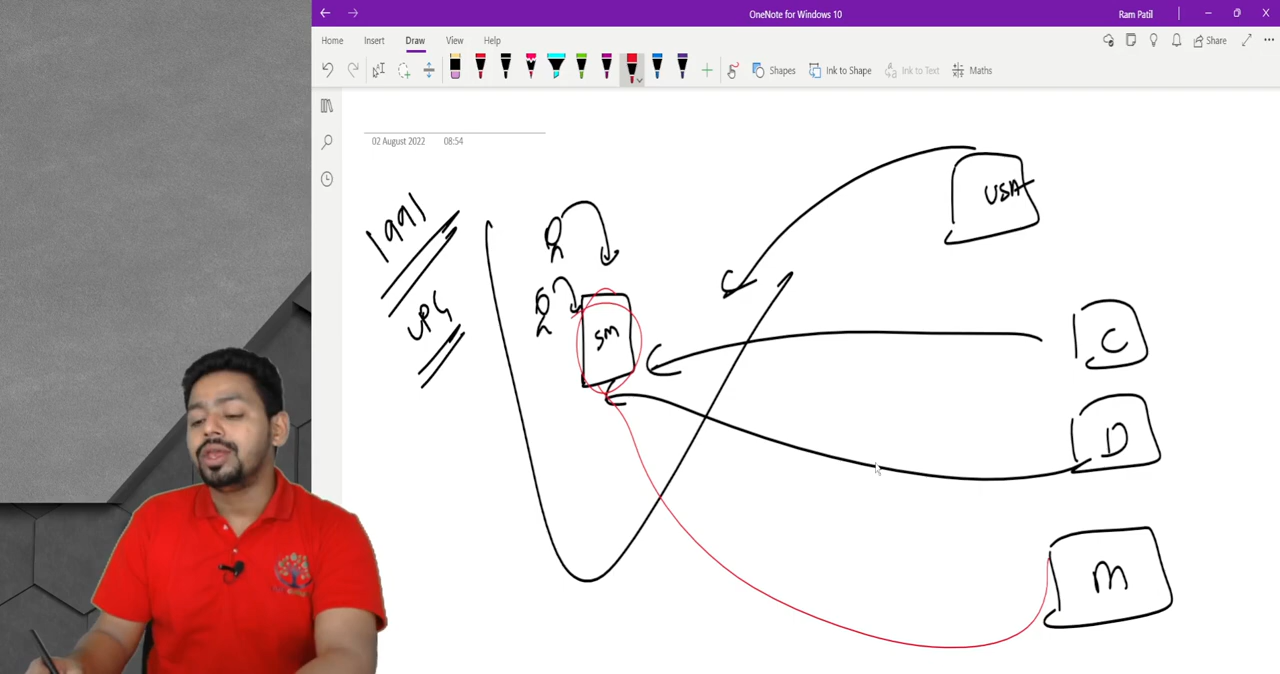 OneNote for Windows 10
Ram Patil
Home Insert Draw View Help
Share
Shapes
Ink to Shape
Ink to Text
Maths
02 August 2022 08:54
1991
USA
SM
C
D
M